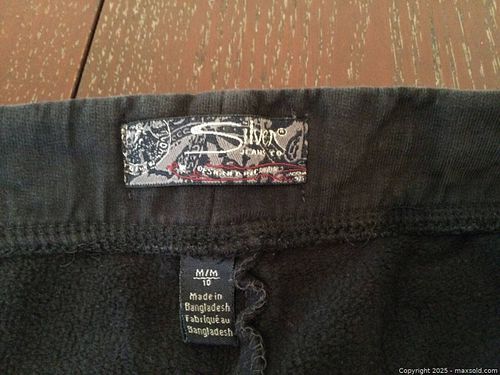 Silver
JEANS CO
M/M
10
Made in
Bangladesh
Fabriqué au
Bangladesh
Copyright 2025 - maxsold.com